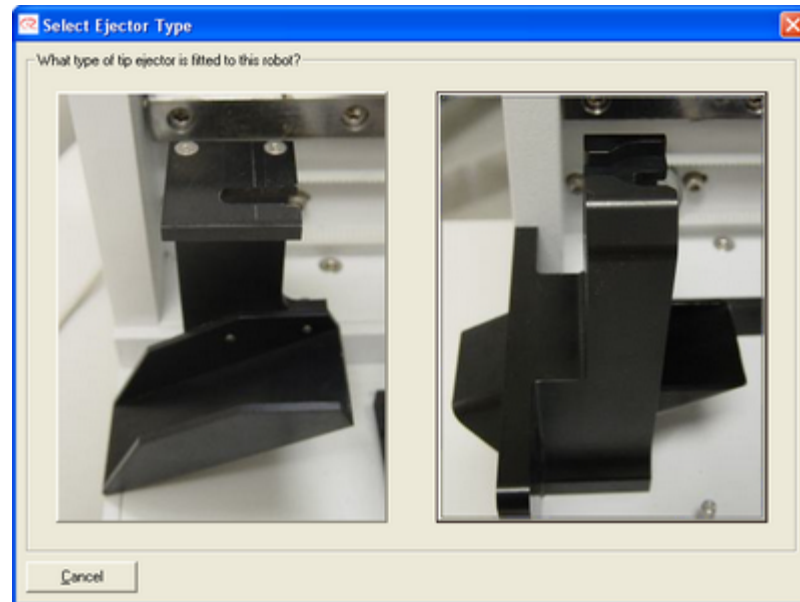 Select Ejector Type
What type of tip ejector is fitted to this robot?
Cancel